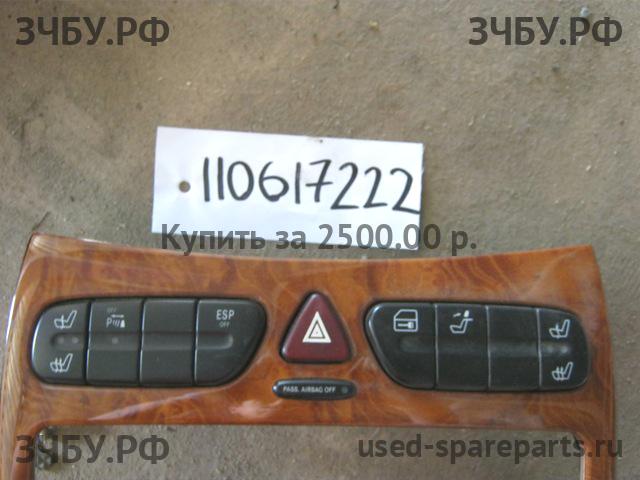 ЗЧБУ.РФ
ЗЧБУ.РФ
110617222
Купить за 2500.00 р.
ESP
OFF
PASS. AIRBAG OFF
ЗЧБУ.РФ
used-spareparts.ru